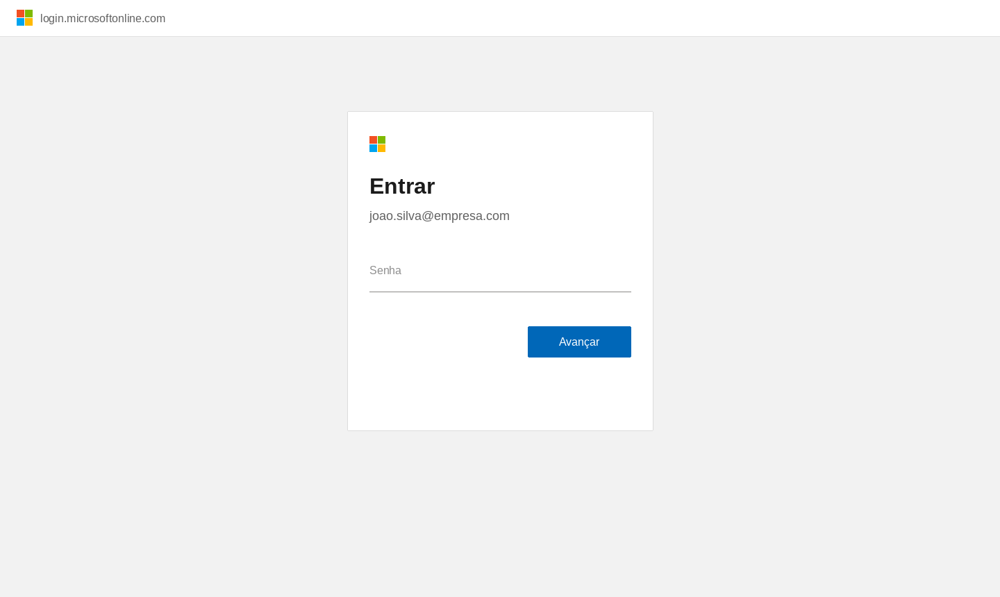 login.microsoftonline.com
Entrar
joao.silva@empresa.com
Senha
Avançar